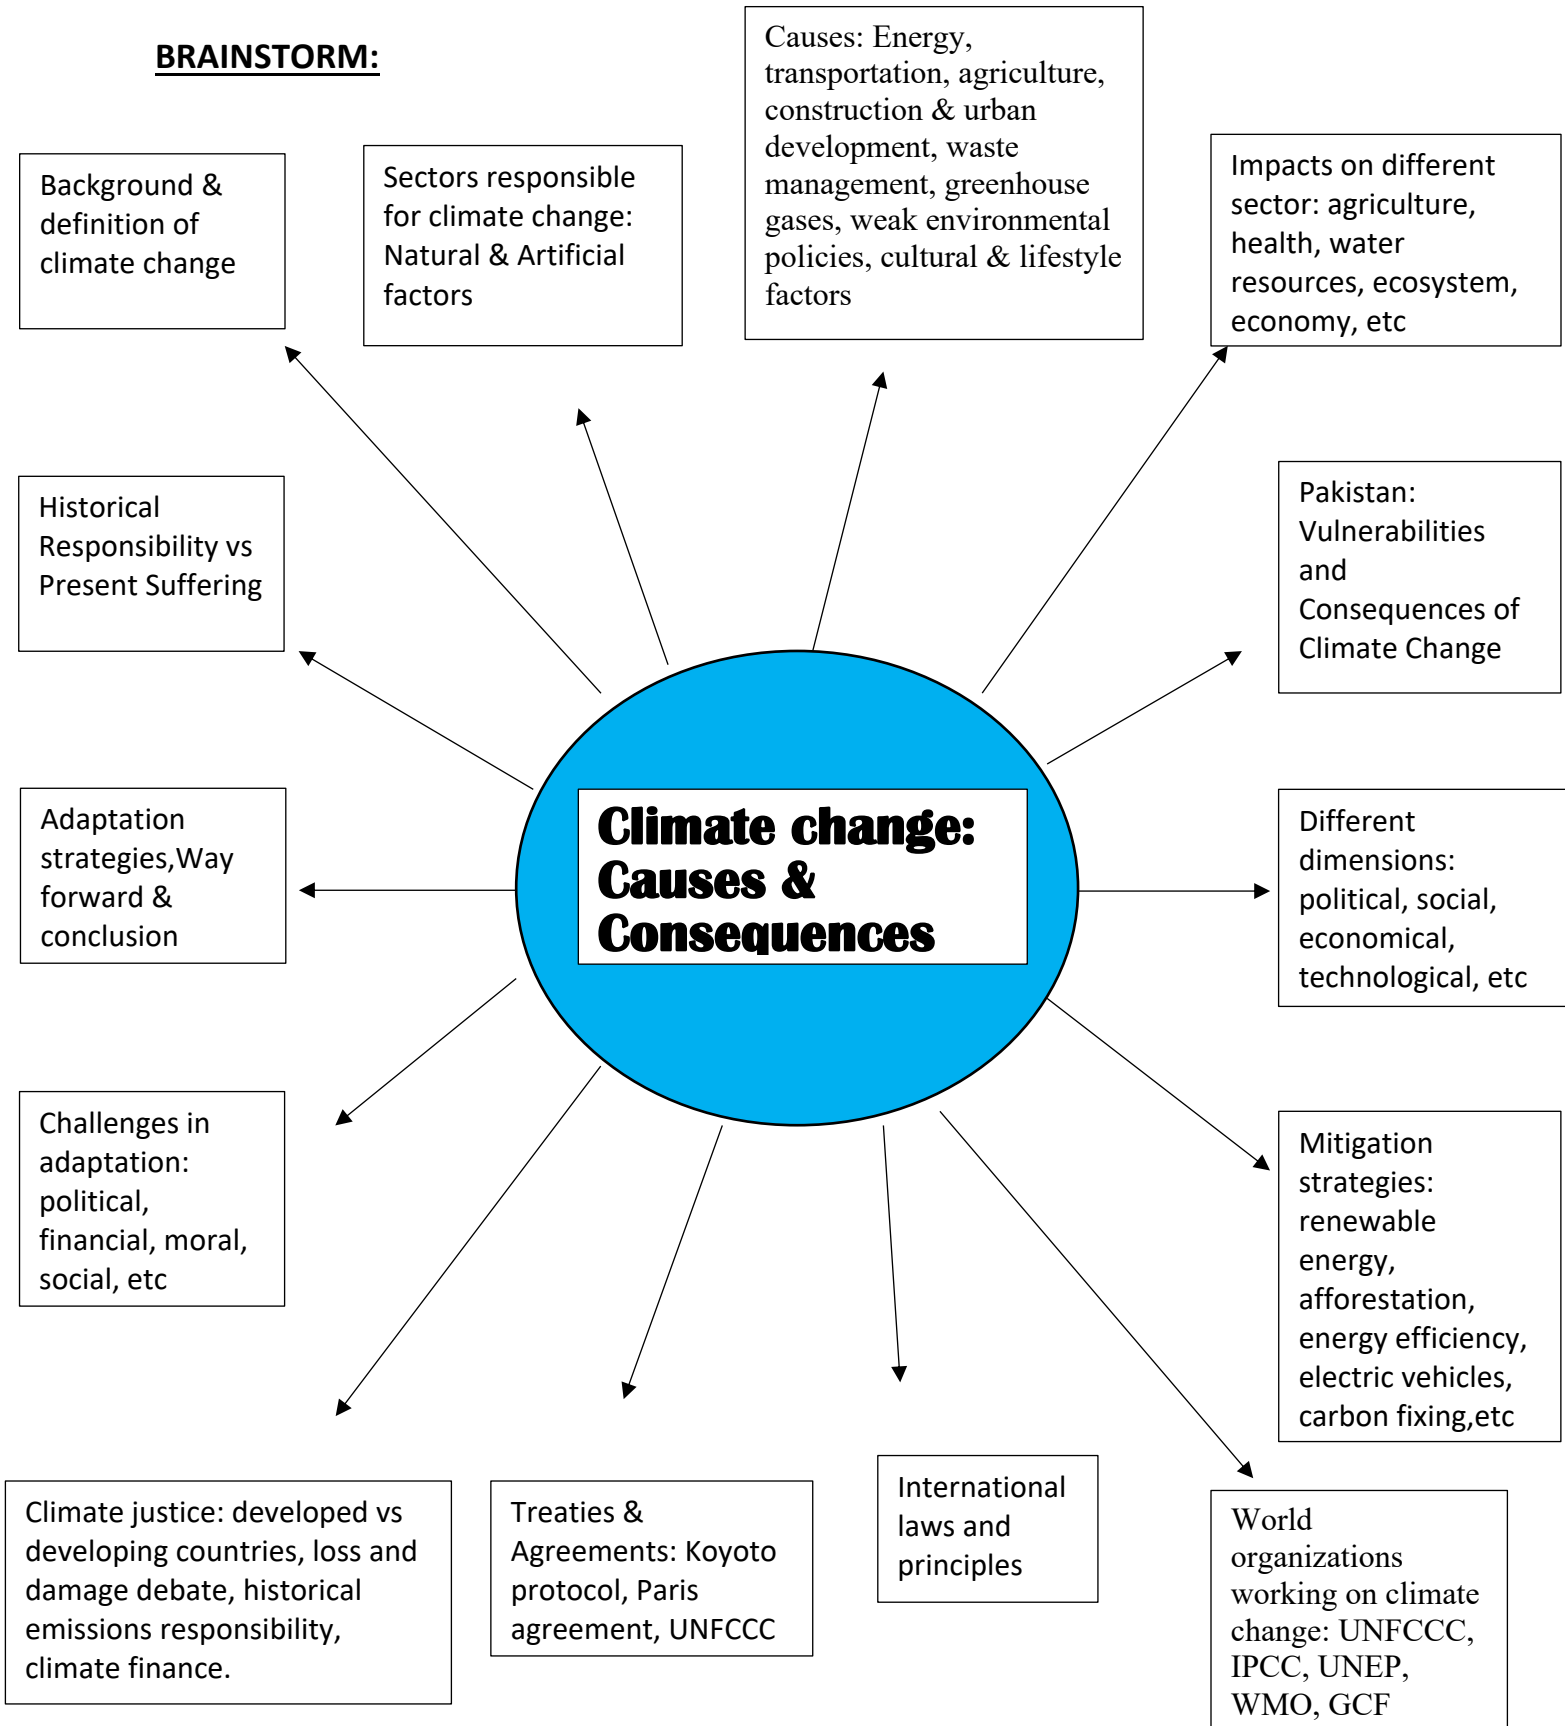 BRAINSTORM:
Background &
definition of
climate change
Sectors responsible
for climate change:
Natural & Artificial
factors
Causes: Energy,
transportation, agriculture,
construction & urban
development, waste
management, greenhouse
gases, weak environmental
policies, cultural & lifestyle
factors
Impacts on different
sector: agriculture,
health, water
resources, ecosystem,
economy, etc
Historical
Responsibility vs
Present Suffering
Pakistan:
Vulnerabilities
and
Consequences of
Climate Change
Adaptation
strategies,Way
forward &
conclusion
Climate change:
Causes &
Consequences
Different
dimensions:
political, social,
economical,
technological, etc
Challenges in
adaptation:
political,
financial, moral,
social, etc
Mitigation
strategies:
renewable
energy,
afforestation,
energy efficiency,
electric vehicles,
carbon fixing,etc
Climate justice: developed vs
developing countries, loss and
damage debate, historical
emissions responsibility,
climate finance.
Treaties &
Agreements: Koyoto
protocol, Paris
agreement, UNFCCC
International
laws and
principles
World
organizations
working on climate
change: UNFCCC,
IPCC, UNEP,
WMO, GCF